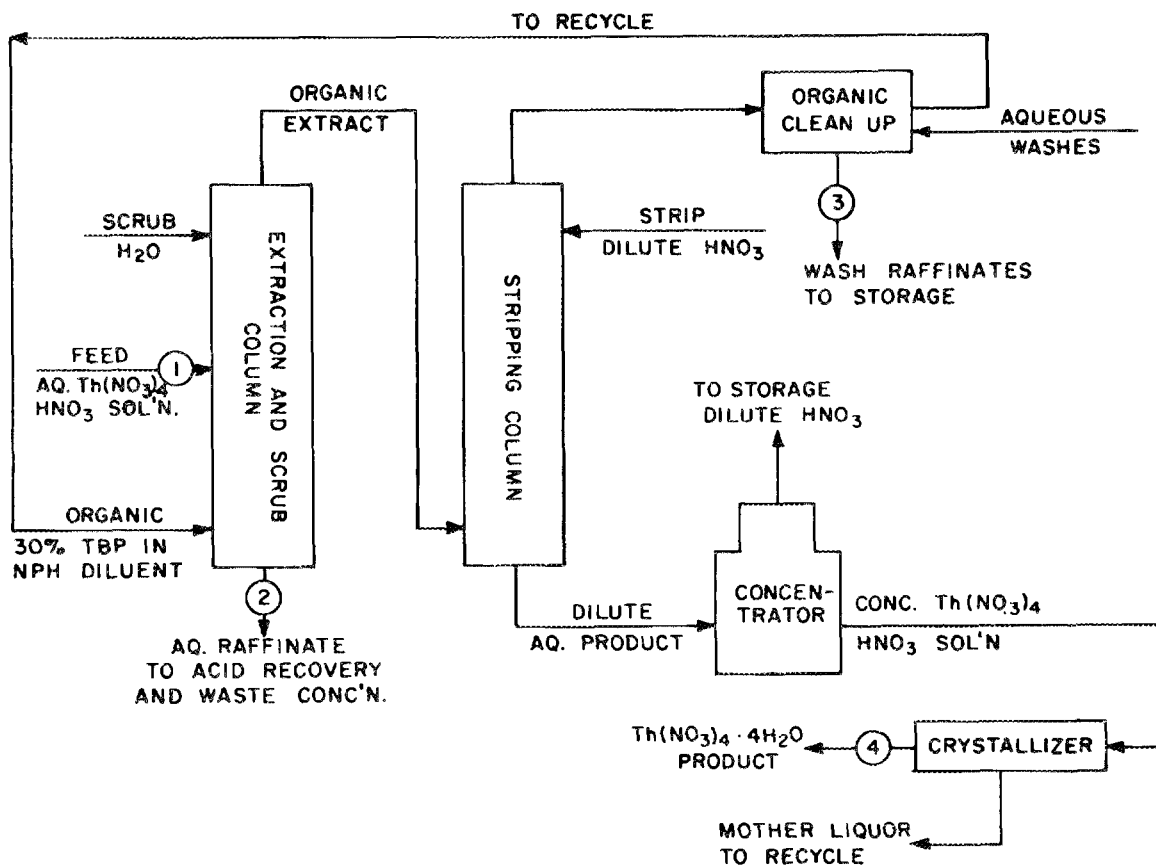 TO RECYCLE
ORGANIC
EXTRACT
ORGANIC
CLEAN UP
AQUEOUS
WASHES
3
WASH RAFFINATES
TO STORAGE
SCRUB
H₂O
EXTRACTION AND SCRUB
COLUMN
FEED
1
AQ. Th(NO₃)₄
HNO₃ SOL'N.
ORGANIC
30% TBP IN
NPH DILUENT
2
AQ. RAFFINATE
TO ACID RECOVERY
AND WASTE CONC'N.
STRIPPING COLUMN
STRIP
DILUTE HNO₃
TO STORAGE
DILUTE HNO₃
DILUTE
AQ. PRODUCT
CONCEN-
TRATOR
CONC. Th(NO₃)₄
HNO₃ SOL'N
Th(NO₃)₄ · 4H₂O
PRODUCT
4
CRYSTALLIZER
MOTHER LIQUOR
TO RECYCLE